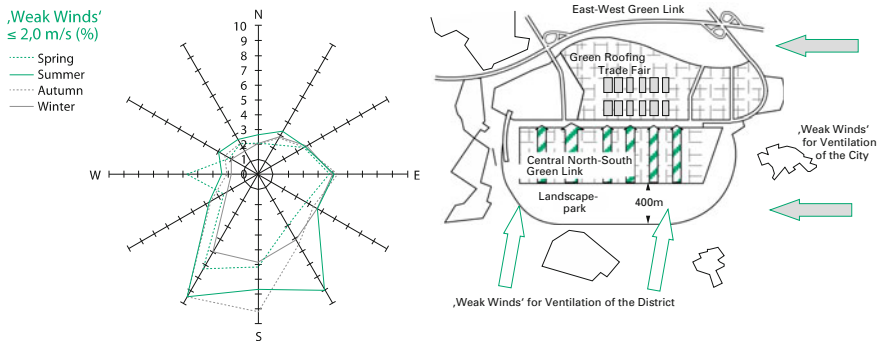 ‚Weak Winds‘
≤ 2,0 m/s (%)
Spring
Summer
Autumn
Winter
N
10
9
8
7
6
5
4
3
2
1
0
W
E
S
East-West Green Link
Green Roofing
Trade Fair
Central North-South
Green Link
Landscape-
park
400m
‚Weak Winds‘
for Ventilation
of the City
‚Weak Winds‘ for Ventilation of the District